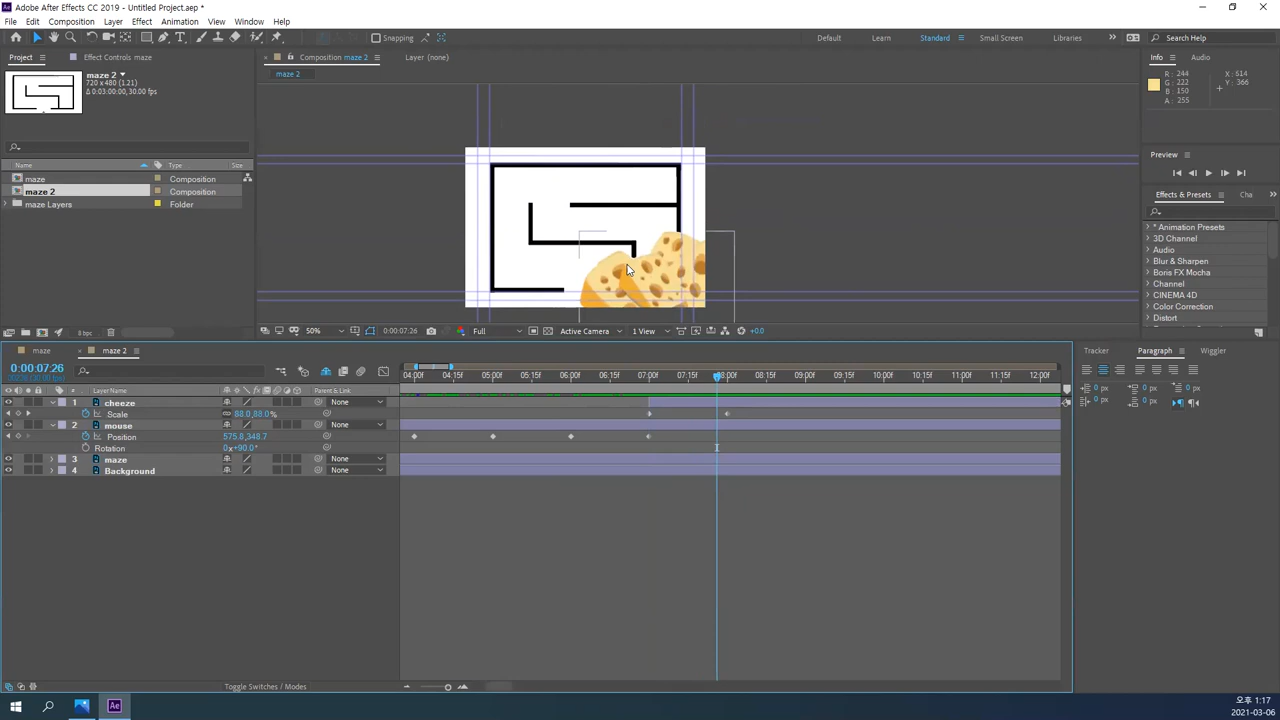 Adobe After Effects CC 2019 - Untitled Project.aep *
File Edit Composition Layer Effect Animation View Window Help
Snapping Default Learn Standard Small Screen Libraries Search Help
Project Effect Controls maze Composition maze 2 Layer (none) Info Audio
maze 2
maze 2
720 x 480 (1.21)
Δ 0:03:00:00, 30.00 fps
R : 244 X : 514
G : 222 Y : 366
B : 150
A : 255
Preview
Name Type Size
maze Composition
maze 2 Composition
maze Layers Folder
Effects & Presets Cha
* Animation Presets
3D Channel
Audio
Blur & Sharpen
Boris FX Mocha
Channel
CINEMA 4D
Color Correction
Distort
8 bpc 50% 0:00:07:26 Full Active Camera 1 View +0.0
maze maze 2 Tracker Paragraph Wiggler
0:00:07:26
04:00f 04:15f 05:00f 05:15f 06:00f 06:15f 07:00f 07:15f 08:00f 08:15f 09:00f 09:15f 10:00f 10:15f 11:00f 11:15f 12:00f
0 px 0 px 0 px
0 px 0 px
# Layer Name Parent & Link
1 cheeze None
Scale 88.0,88.0%
2 mouse None
Position 575.8,348.7
Rotation 0x+90.0°
3 maze None
4 Background None
Toggle Switches / Modes
오후 1:17
2021-03-06